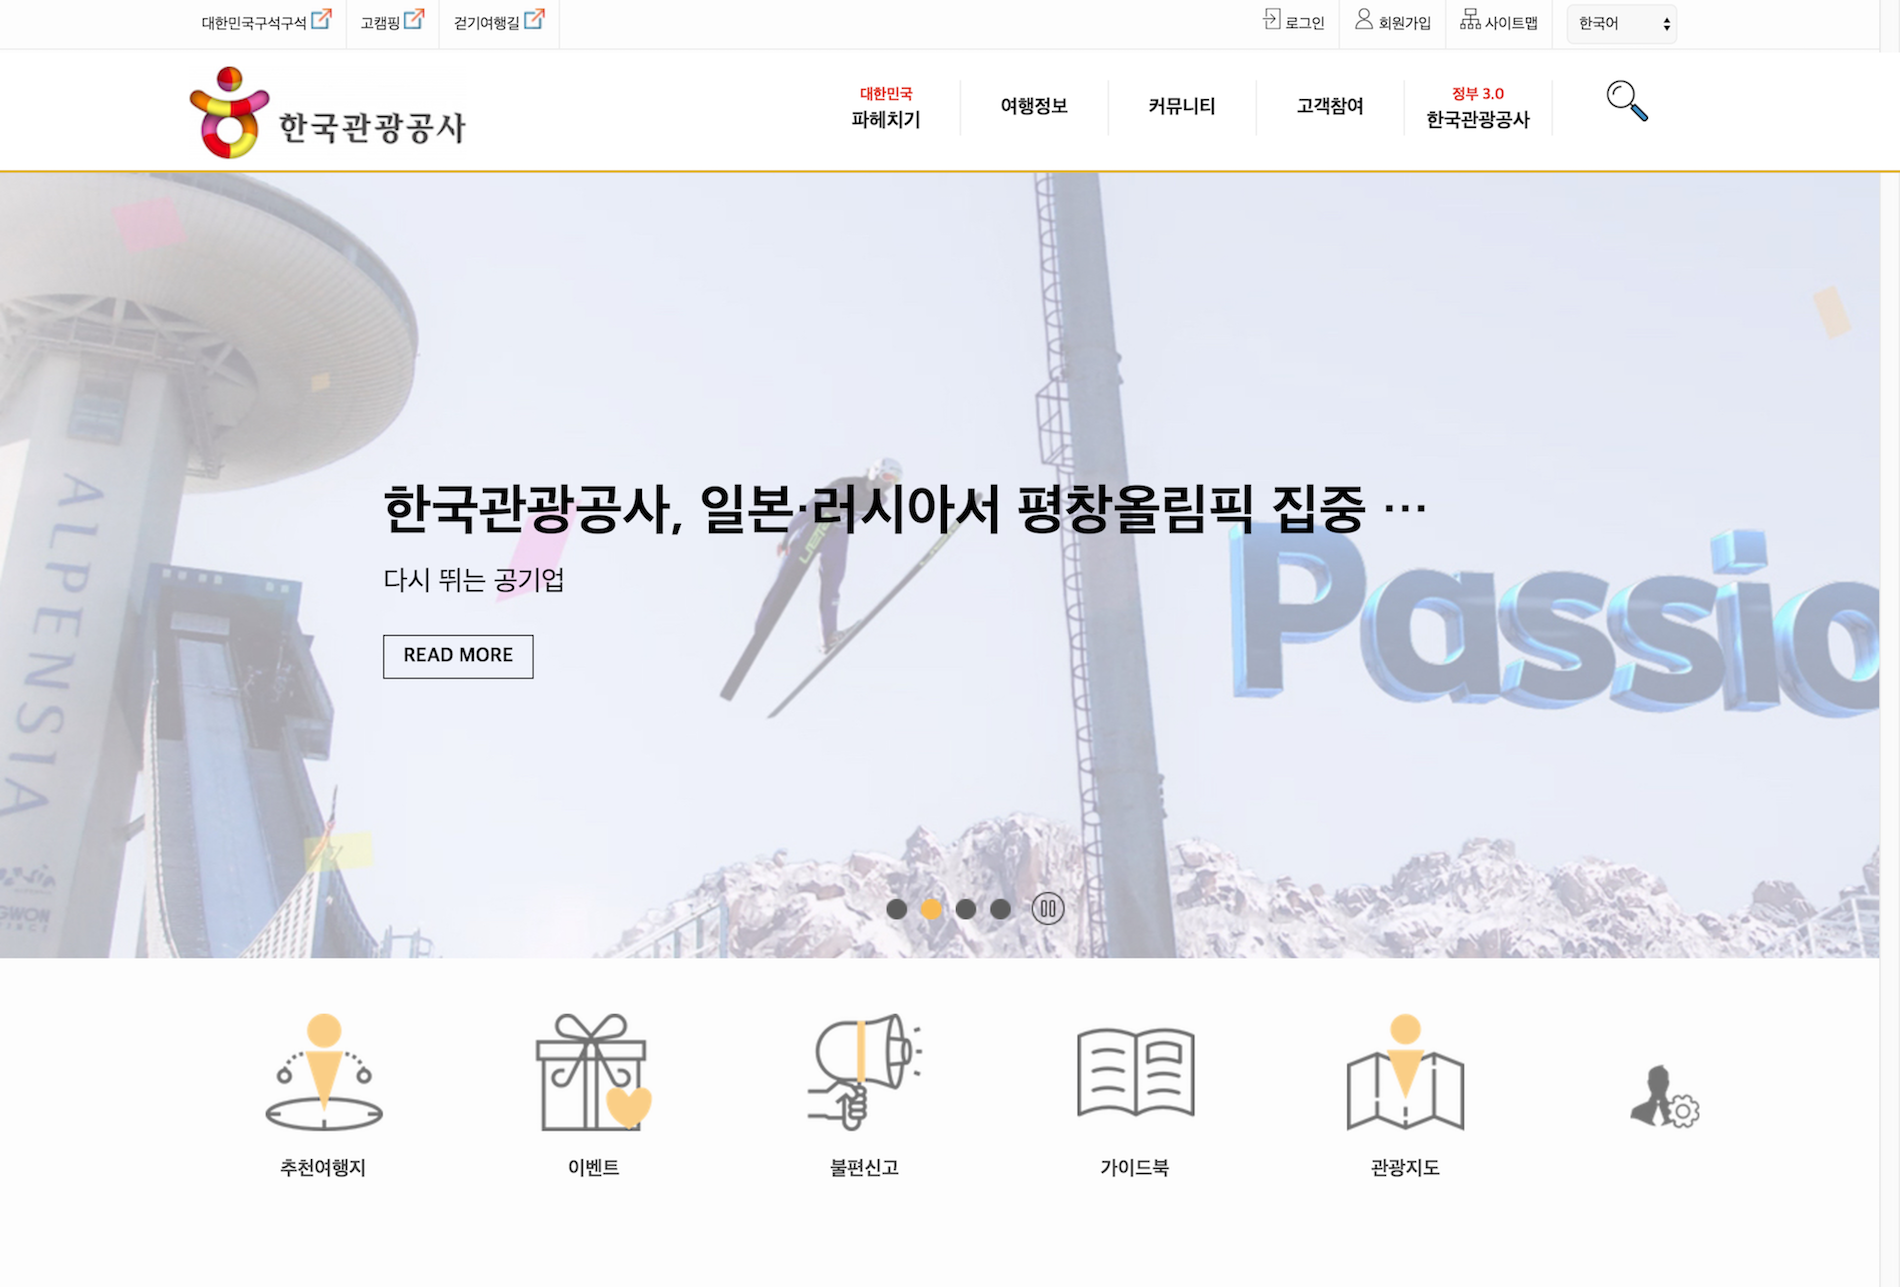 대한민국구석구석
고캠핑
걷기여행길
로그인
회원가입
사이트맵
한국어
한국관광공사
대한민국
파헤치기
여행정보
커뮤니티
고객참여
정부 3.0
한국관광공사
ALPENSIA
한국관광공사, 일본·러시아서 평창올림픽 집중 ···
다시 뛰는 공기업
READ MORE
Passio
추천여행지
이벤트
불편신고
가이드북
관광지도